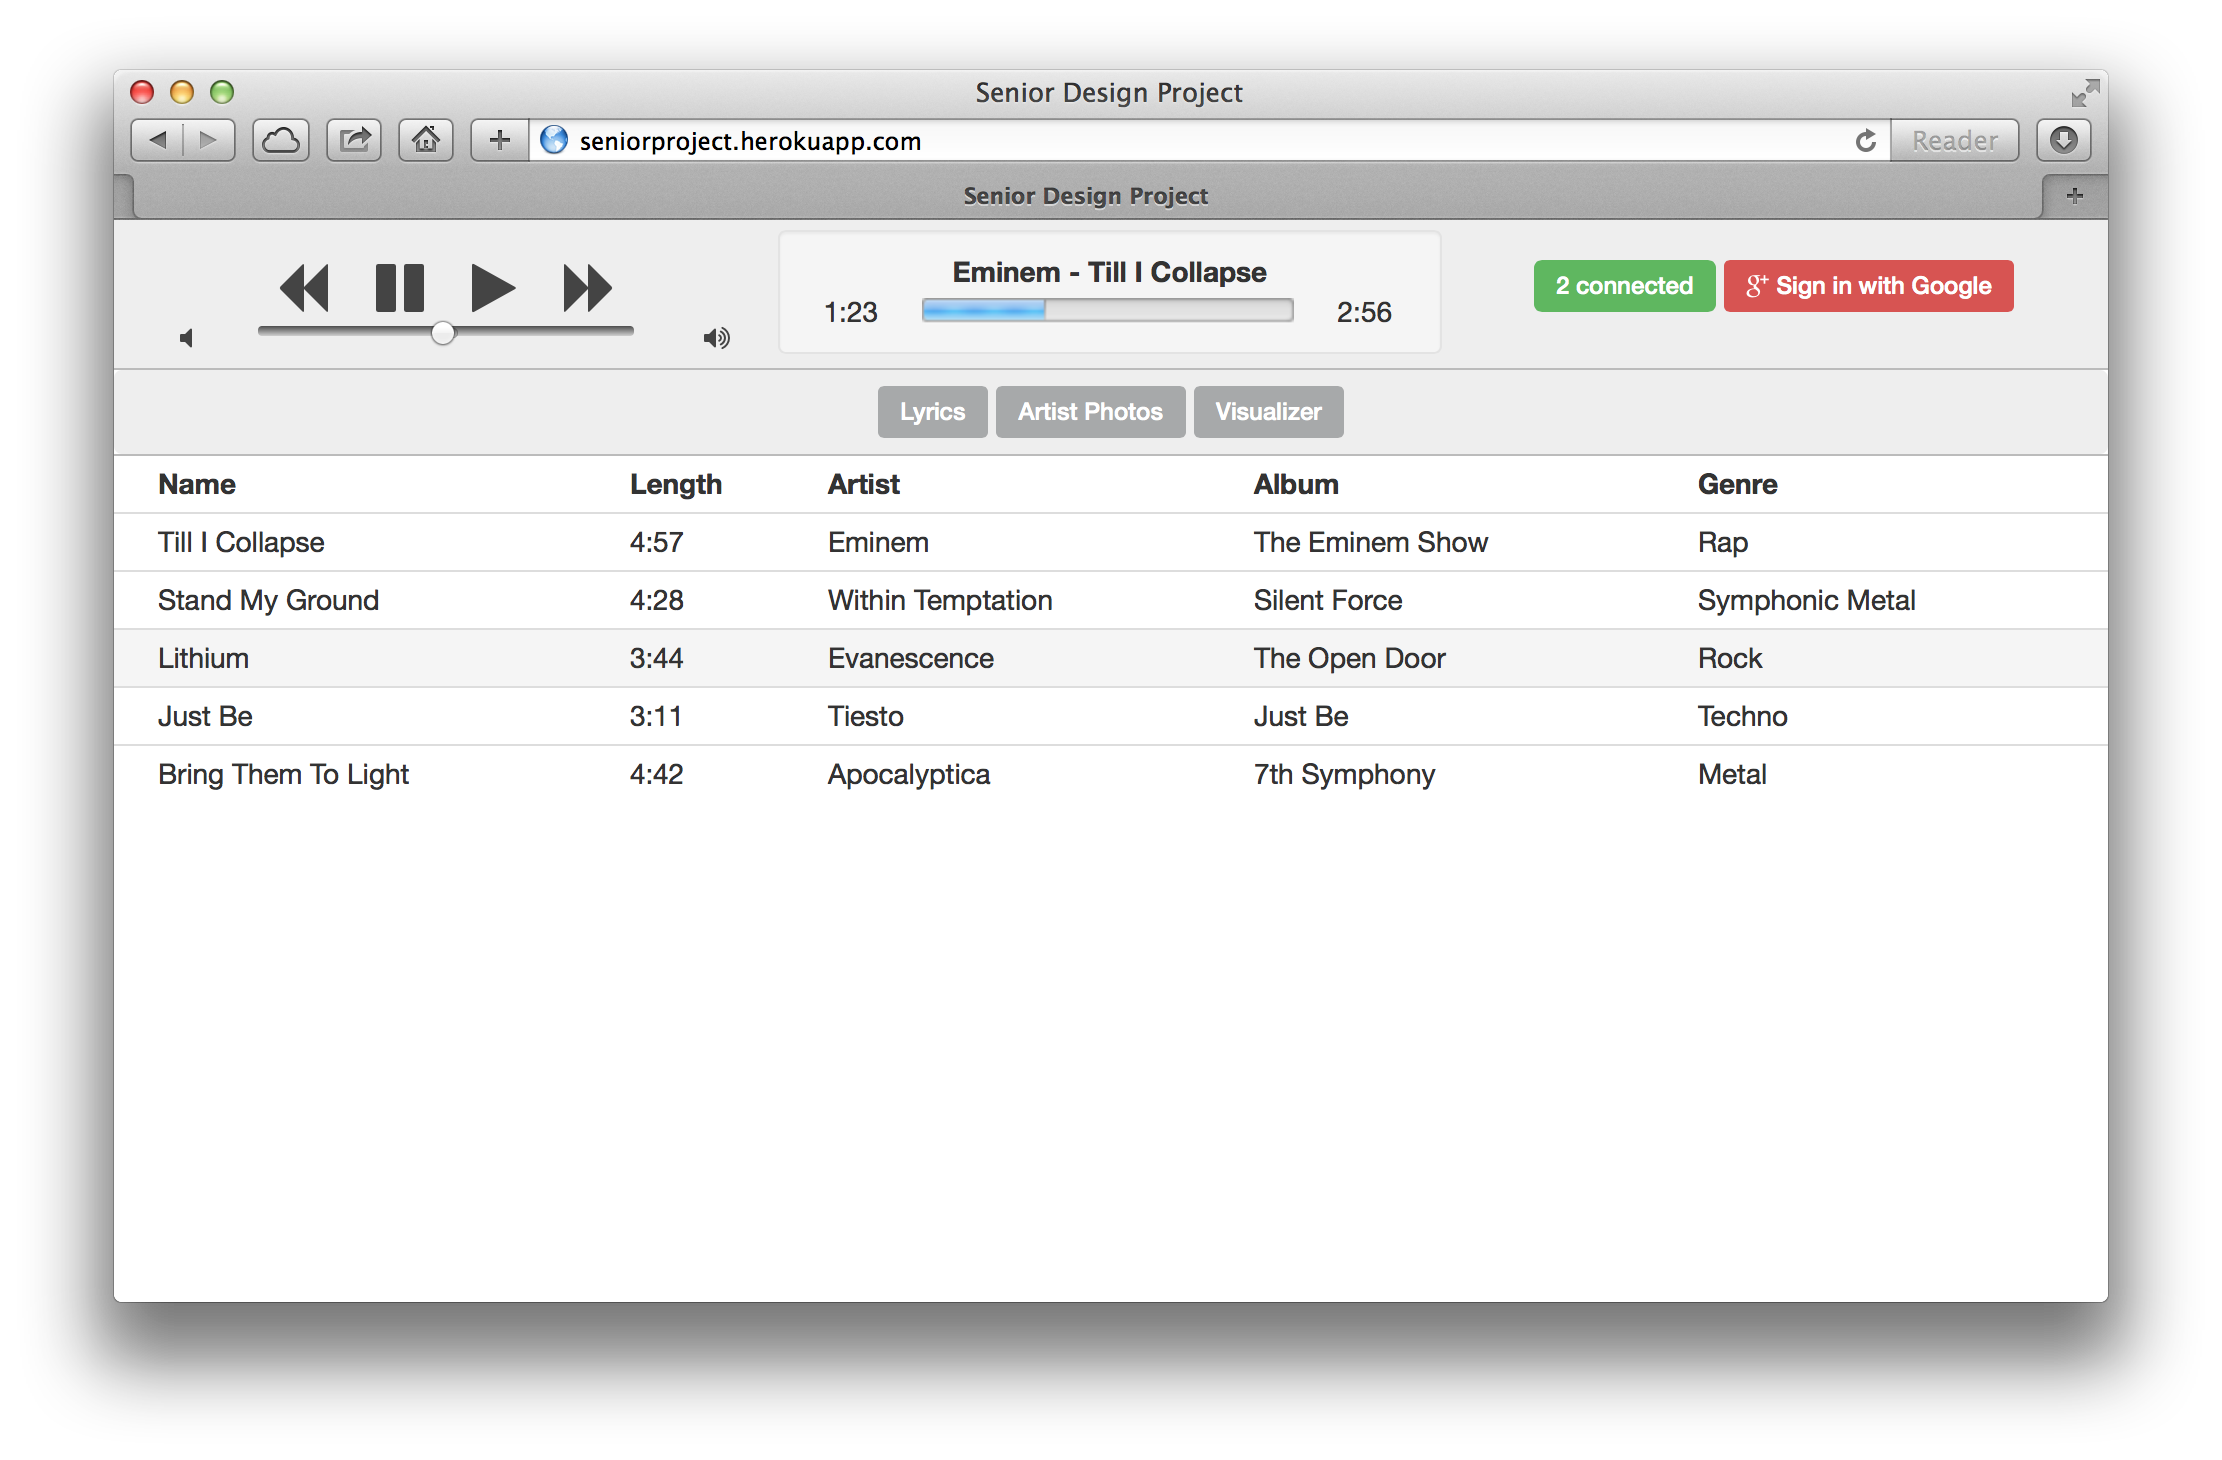 Senior Design Project
seniorproject.herokuapp.com
Reader
Senior Design Project
Eminem - Till I Collapse
1:23 2:56
2 connected
g+ Sign in with Google
Lyrics Artist Photos Visualizer
Name Length Artist Album Genre
Till I Collapse 4:57 Eminem The Eminem Show Rap
Stand My Ground 4:28 Within Temptation Silent Force Symphonic Metal
Lithium 3:44 Evanescence The Open Door Rock
Just Be 3:11 Tiesto Just Be Techno
Bring Them To Light 4:42 Apocalyptica 7th Symphony Metal